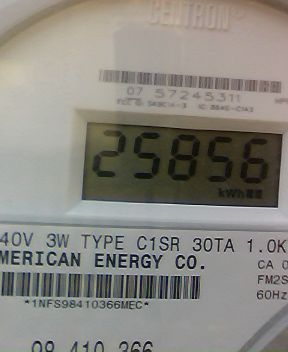 CENTRON®
07 57245311
25856
kWh
40V 3W TYPE C1SR 30TA 1.0K
MERICAN ENERGY CO.
CA 0
FM2S
60Hz
*1NFS98410366MEC*
98 410 366